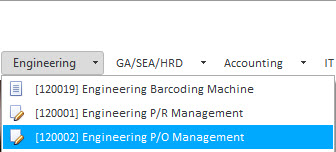 Engineering GA/SEA/HRD Accounting IT
[120019] Engineering Barcoding Machine
[120001] Engineering P/R Management
[120002] Engineering P/O Management